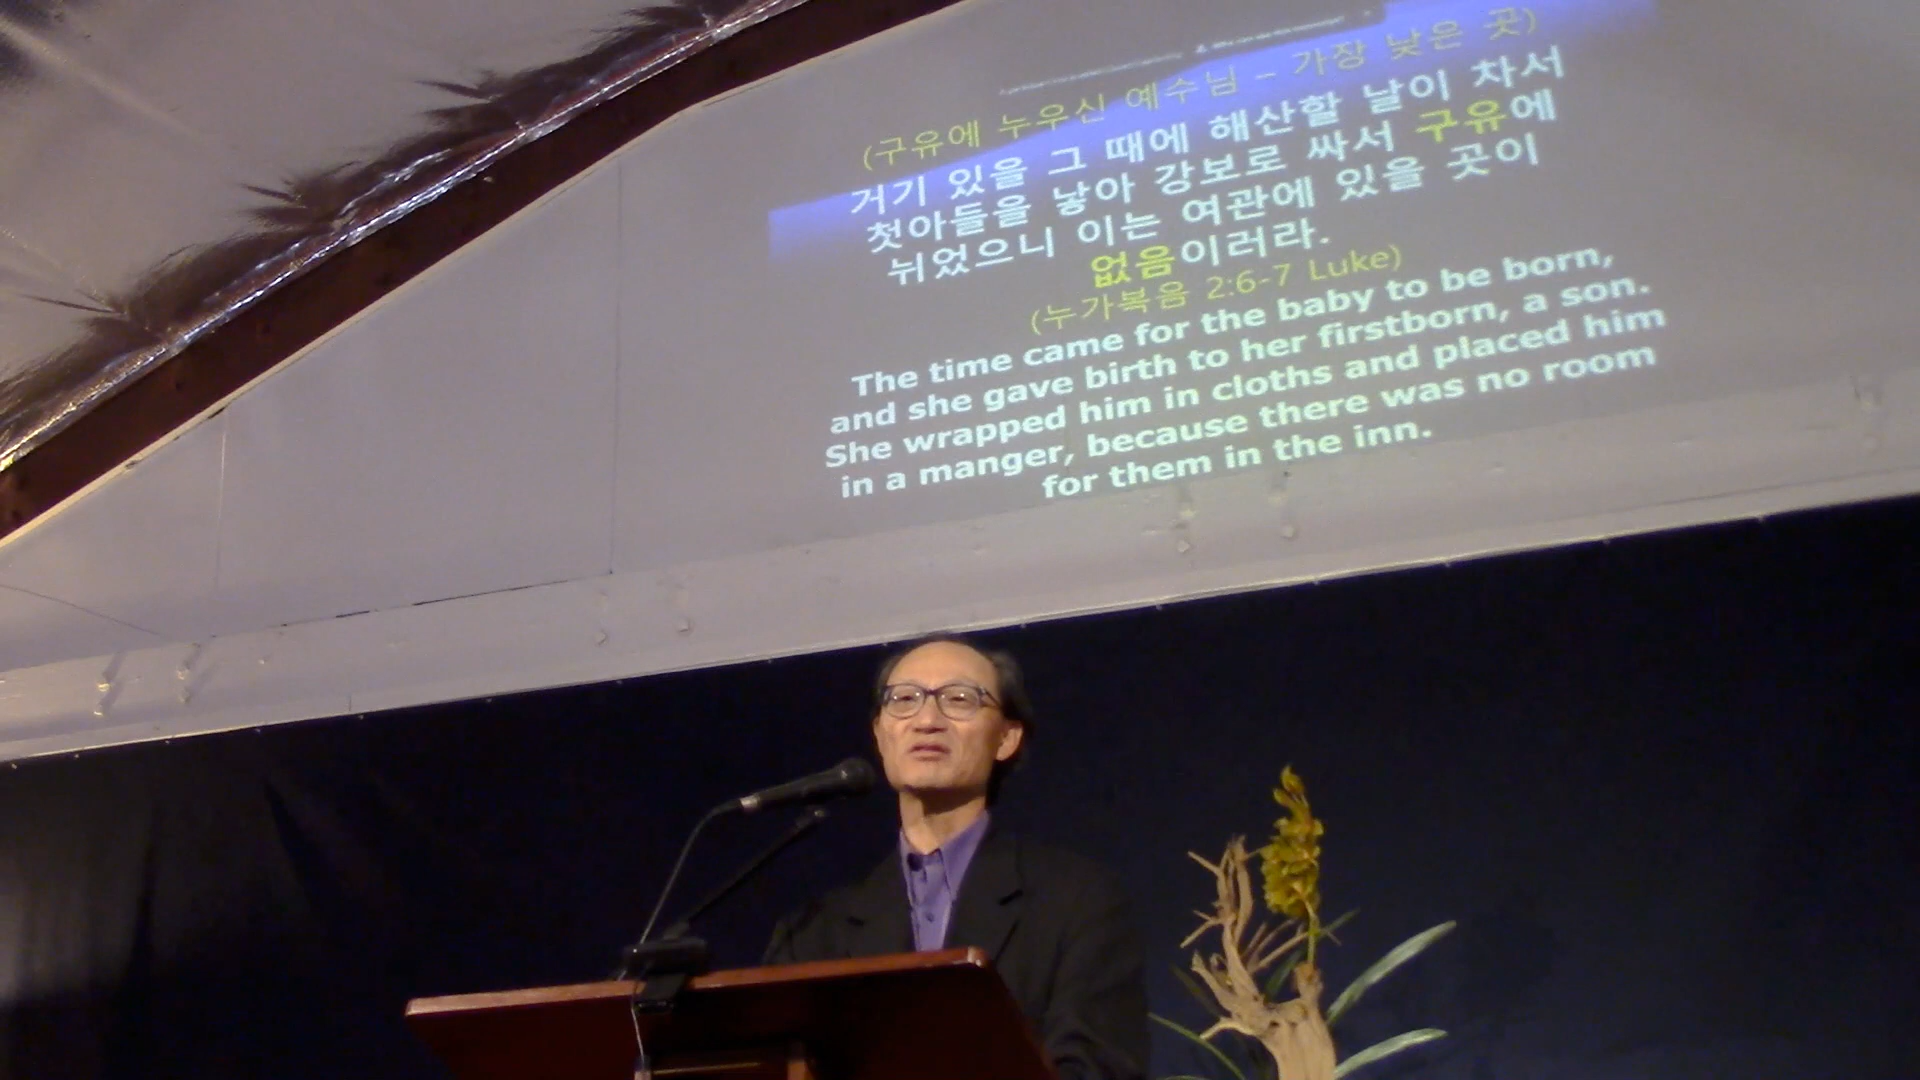 (구유에 누우신 예수님 – 가장 낮은 곳)
거기 있을 그 때에 해산할 날이 차서
첫아들을 낳아 강보로 싸서 구유에
뉘었으니 이는 여관에 있을 곳이
없음이러라.
(누가복음 2:6-7 Luke)
The time came for the baby to be born,
and she gave birth to her firstborn, a son.
She wrapped him in cloths and placed him
in a manger, because there was no room
for them in the inn.